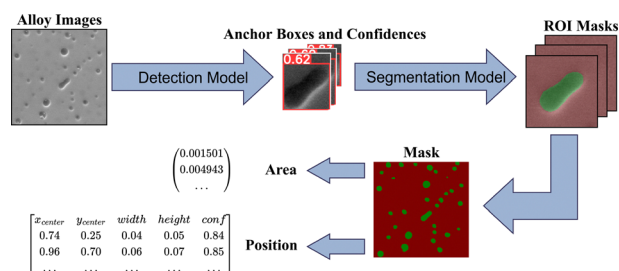 Alloy Images
Anchor Boxes and Confidences
ROI Masks
0.62
Detection Model
Segmentation Model
Mask
0.001501
0.004943
...
Area
x_center y_center width height conf
0.74 0.25 0.04 0.05 0.84
0.96 0.70 0.06 0.07 0.85
... ... ... ... ...
Position